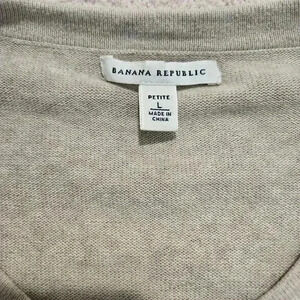 BANANA REPUBLIC
PETITE
L
MADE IN
CHINA